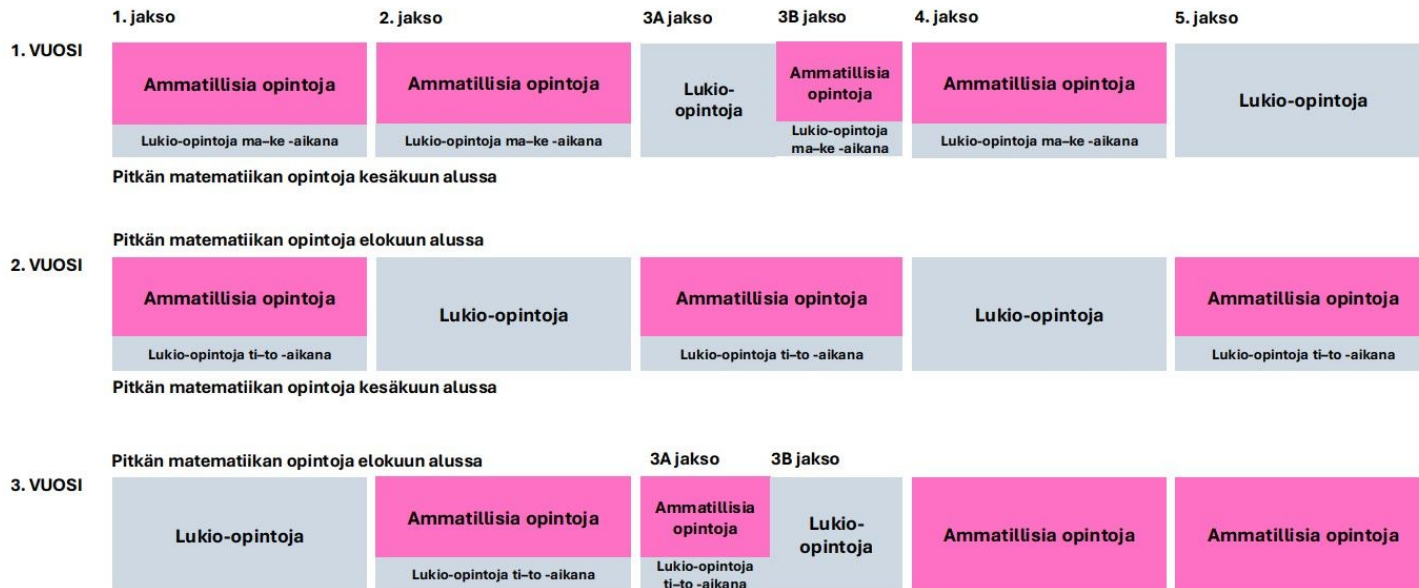 1. jakso
2. jakso
3A jakso
3B jakso
4. jakso
5. jakso
1. VUOSI
Ammatillisia opintoja
Lukio-opintoja ma–ke -aikana
Ammatillisia opintoja
Lukio-opintoja ma–ke -aikana
Lukio-
opintoja
Ammatillisia
opintoja
Lukio-opintoja
ma–ke -aikana
Ammatillisia opintoja
Lukio-opintoja ma–ke -aikana
Lukio-opintoja
Pitkän matematiikan opintoja kesäkuun alussa
Pitkän matematiikan opintoja elokuun alussa
2. VUOSI
Ammatillisia opintoja
Lukio-opintoja ti–to -aikana
Lukio-opintoja
Ammatillisia opintoja
Lukio-opintoja ti–to -aikana
Lukio-opintoja
Ammatillisia opintoja
Lukio-opintoja ti–to -aikana
Pitkän matematiikan opintoja kesäkuun alussa
Pitkän matematiikan opintoja elokuun alussa
3A jakso
3B jakso
3. VUOSI
Lukio-opintoja
Ammatillisia opintoja
Lukio-opintoja ti–to -aikana
Ammatillisia
opintoja
Lukio-opintoja
ti–to -aikana
Lukio-
opintoja
Ammatillisia opintoja
Ammatillisia opintoja